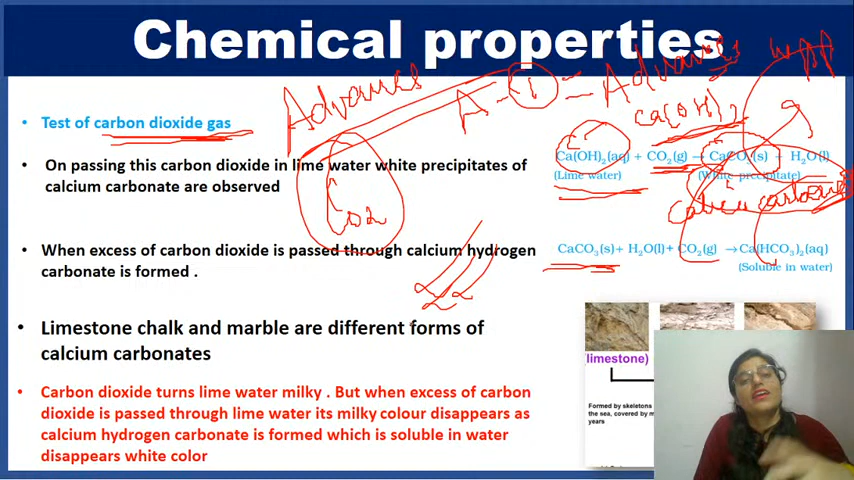 Chemical properties
Advances
A - (1) = Advances
Ca(OH)2
• Test of carbon dioxide gas
Ca(OH)₂(aq) + CO₂(g) → CaCO₃(s) + H₂O(l)
• On passing this carbon dioxide in lime water white precipitates of
(Lime water) (White precipitate)
calcium carbonate are observed
CO2
Calcium carbonate
• When excess of carbon dioxide is passed through calcium hydrogen
CaCO₃(s)+ H₂O(l)+ CO₂(g) →Ca(HCO₃)₂(aq)
carbonate is formed .
(Soluble in water)
• Limestone chalk and marble are different forms of
calcium carbonates
(limestone)
• Carbon dioxide turns lime water milky . But when excess of carbon
dioxide is passed through lime water its milky colour disappears as
calcium hydrogen carbonate is formed which is soluble in water
disappears white color
Formed by skeletons
the sea, covered by m
years